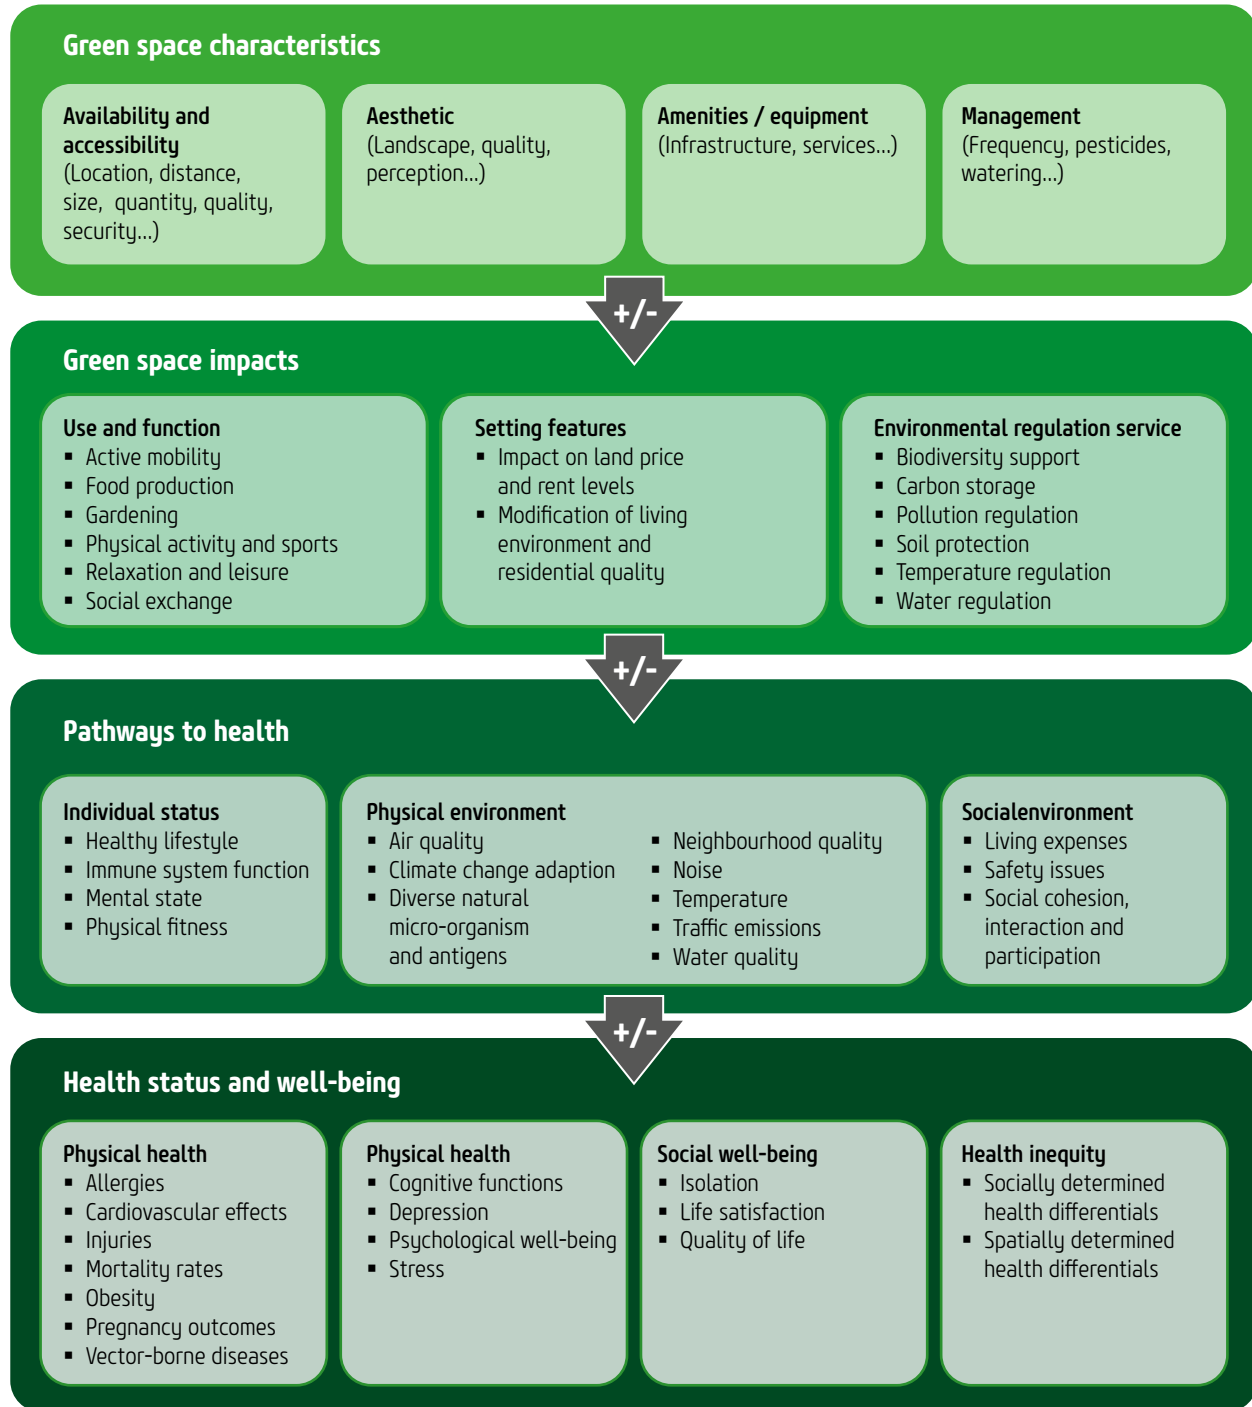 Green space characteristics
Availability and
accessibility
(Location, distance,
size, quantity, quality,
security...)
Aesthetic
(Landscape, quality,
perception...)
Amenities / equipment
(Infrastructure, services...)
Management
(Frequency, pesticides,
watering...)
+/-
Green space impacts
Use and function
▪ Active mobility
▪ Food production
▪ Gardening
▪ Physical activity and sports
▪ Relaxation and leisure
▪ Social exchange
Setting features
▪ Impact on land price
and rent levels
▪ Modification of living
environment and
residential quality
Environmental regulation service
▪ Biodiversity support
▪ Carbon storage
▪ Pollution regulation
▪ Soil protection
▪ Temperature regulation
▪ Water regulation
+/-
Pathways to health
Individual status
▪ Healthy lifestyle
▪ Immune system function
▪ Mental state
▪ Physical fitness
Physical environment
▪ Air quality
▪ Climate change adaption
▪ Diverse natural
micro-organism
and antigens
▪ Neighbourhood quality
▪ Noise
▪ Temperature
▪ Traffic emissions
▪ Water quality
Socialenvironment
▪ Living expenses
▪ Safety issues
▪ Social cohesion,
interaction and
participation
+/-
Health status and well-being
Physical health
▪ Allergies
▪ Cardiovascular effects
▪ Injuries
▪ Mortality rates
▪ Obesity
▪ Pregnancy outcomes
▪ Vector-borne diseases
Physical health
▪ Cognitive functions
▪ Depression
▪ Psychological well-being
▪ Stress
Social well-being
▪ Isolation
▪ Life satisfaction
▪ Quality of life
Health inequity
▪ Socially determined
health differentials
▪ Spatially determined
health differentials